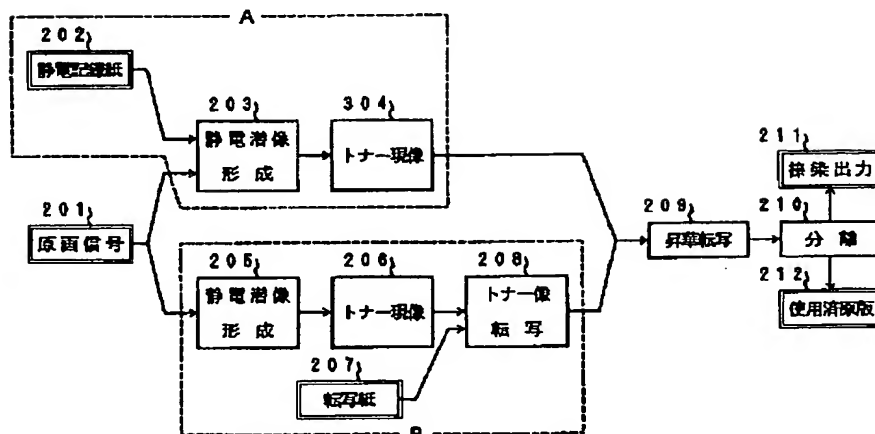 A
202
静電記録紙
203
静電潜像
形成
304
トナー現像
201
原画信号
205
静電潜像
形成
206
トナー現像
208
トナー像
転写
207
転写紙
B
209
昇華転写
211
捺染出力
210
分離
212
使用済原版